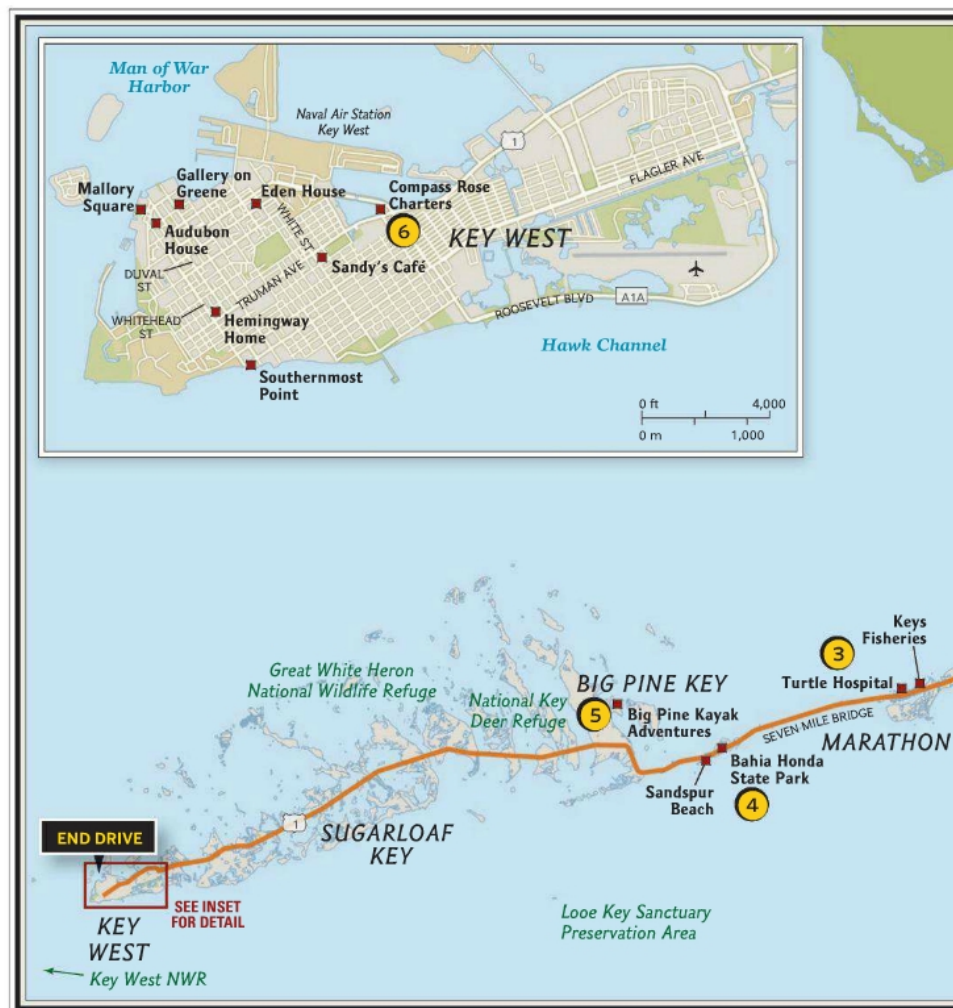 Man of War
Harbor
Naval Air Station
Key West
1
FLAGLER AVE
Mallory
Square
Gallery on
Greene
Eden House
Compass Rose
Charters
6
KEY WEST
Audubon
House
WHITE ST
Sandy's Café
DUVAL
ST
TRUMAN AVE
WHITEHEAD
ST
Hemingway
Home
ROOSEVELT BLVD
A1A
Hawk Channel
Southernmost
Point
0 ft 4,000
0 m 1,000
Keys
Fisheries
3
Turtle Hospital
Great White Heron
National Wildlife Refuge
National Key
Deer Refuge
BIG PINE KEY
5
Big Pine Kayak
Adventures
SEVEN MILE BRIDGE
MARATHON
Bahia Honda
State Park
Sandspur
Beach
4
1
SUGARLOAF
KEY
END DRIVE
SEE INSET
FOR DETAIL
KEY
WEST
Looe Key Sanctuary
Preservation Area
Key West NWR